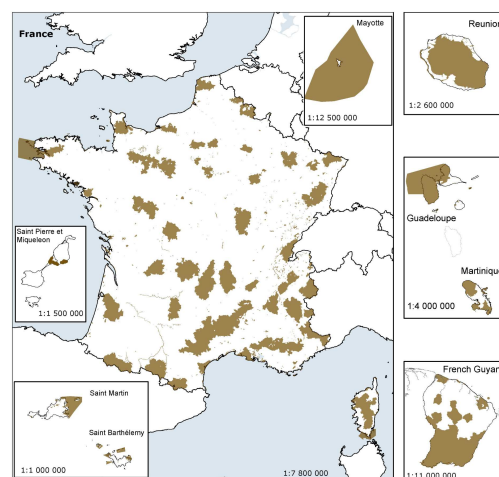 France
Mayotte
1:12 500 000
Reunion
1:2 600 000
Guadeloupe
Martinique
1:4 000 000
Saint Pierre et
Miqueleon
1:1 500 000
Saint Martin
Saint Barthélemy
1:1 000 000
1:7 800 000
French Guyan
1:11 000 000